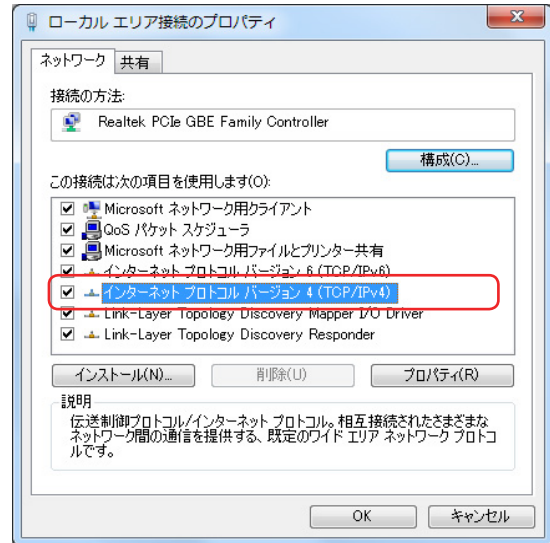 ローカル エリア接続のプロパティ
ネットワーク 共有
接続の方法:
Realtek PCIe GBE Family Controller
構成(C)...
この接続は次の項目を使用します(O):
Microsoft ネットワーク用クライアント
QoS パケット スケジューラ
Microsoft ネットワーク用ファイルとプリンター共有
インターネット プロトコル バージョン 6 (TCP/IPv6)
インターネット プロトコル バージョン 4 (TCP/IPv4)
Link-Layer Topology Discovery Mapper I/O Driver
Link-Layer Topology Discovery Responder
インストール(N)... 削除(U) プロパティ(R)
説明
伝送制御プロトコル/インターネット プロトコル。相互接続されたさまざまな
ネットワーク間の通信を提供する、既定のワイド エリア ネットワーク プロトコ
ルです。
OK キャンセル